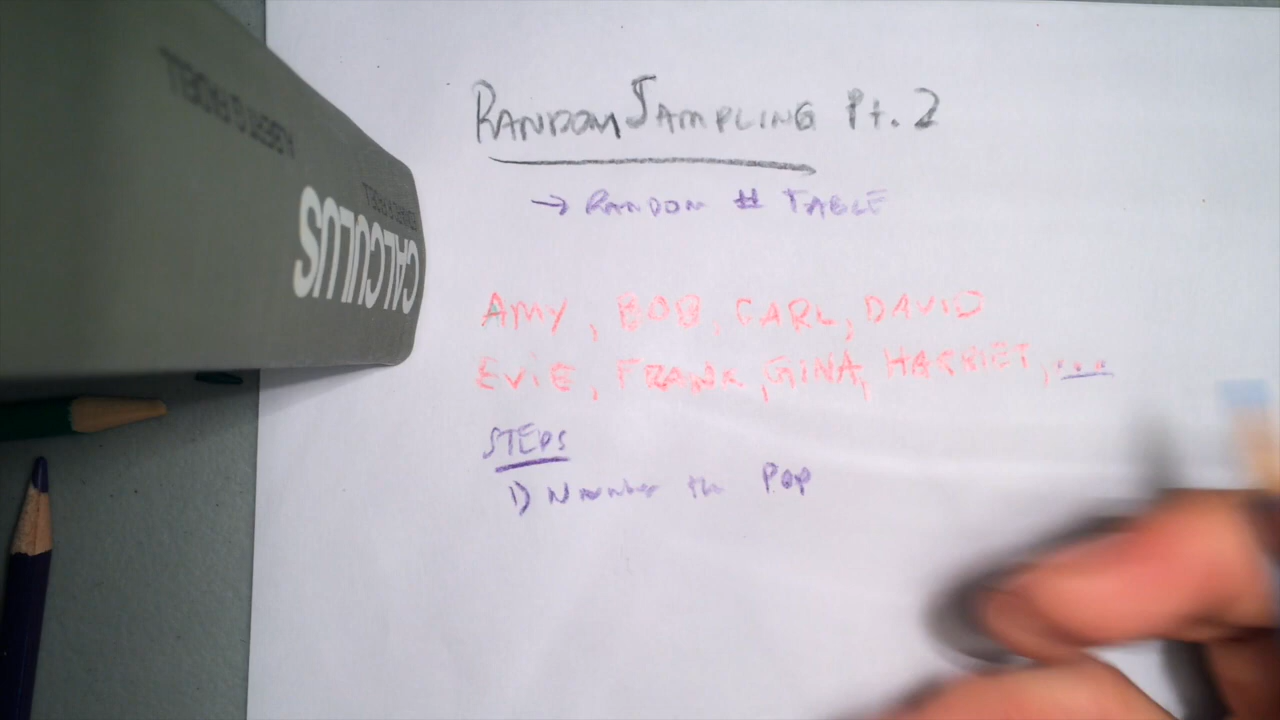 CALCULUS
RANDOM SAMPLING Pt. 2
→ RANDOM # TABLE
AMY, BOB, CARL, DAVID
EVIE, FRANK, GINA, HARRIET, ...
STEPS
1) Number the Pop